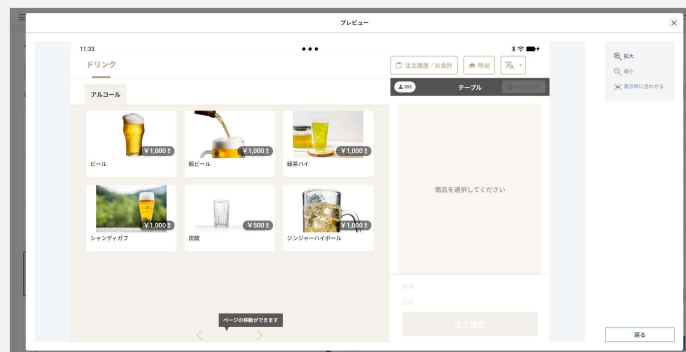 プレビュー
11:33
ドリンク
注文履歴／お会計
呼出
アルコール
999
テーブル
¥1,000
¥1,000
¥1,000
ビール
瓶ビール
緑茶ハイ
商品を選択してください
¥1,000
¥500
¥1,000
シャンディガフ
炭酸
ジンジャーハイボール
ページの移動ができます
合計
注文確定
拡大
縮小
表示枠に合わせる
戻る